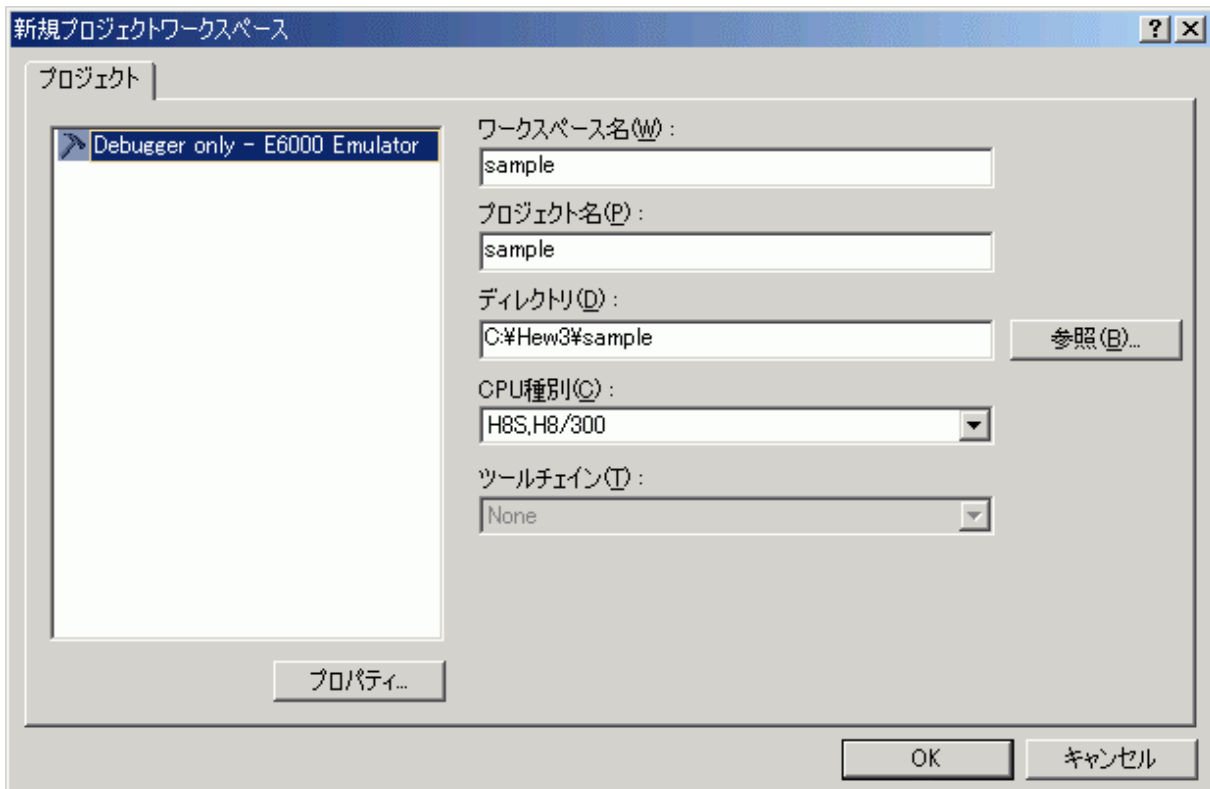 新規プロジェクトワークスペース
プロジェクト
Debugger only - E6000 Emulator
ワークスペース名(W) :
sample
プロジェクト名(P) :
sample
ディレクトリ(D) :
C:¥Hew3¥sample
参照(B)...
CPU種別(C) :
H8S,H8/300
ツールチェイン(T) :
None
プロパティ...
OK
キャンセル